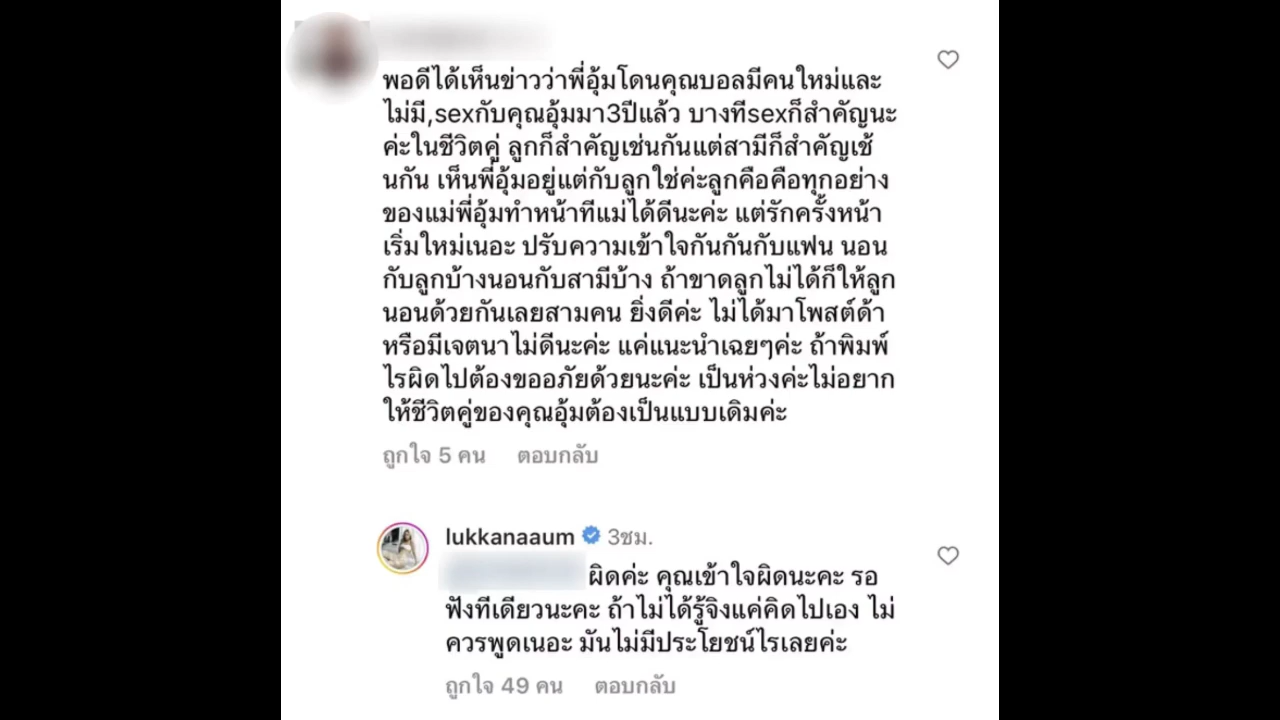 พอดีได้เห็นข่าวว่าพี่อุ้มโดนคุณบอลมีคนใหม่และ
ไม่มี,sexกับคุณอุ้มมา3ปีแล้ว บางทีsexก็สำคัญนะ
ค่ะในชีวิตคู่ ลูกก็สำคัญเช่นกันแต่สามีก็สำคัญเช้
นกัน เห็นพี่อุ้มอยู่แต่กับลูกใช่ค่ะลูกคือคือทุกอย่าง
ของแม่พี่อุ้มทำหน้าทีแม่ได้ดีนะค่ะ แต่รักครั้งหน้า
เริ่มใหม่เนอะ ปรับความเข้าใจกันกันกับแฟน นอน
กับลูกบ้างนอนกับสามีบ้าง ถ้าขาดลูกไม่ได้ก็ให้ลูก
นอนด้วยกันเลยสามคน ยิ่งดีค่ะ ไม่ได้มาโพสต์ด้า
หรือมีเจตนาไม่ดีนะค่ะ แค่แนะนำเฉยๆค่ะ ถ้าพิมพ์
ไรผิดไปต้องขออภัยด้วยนะค่ะ เป็นห่วงค่ะไม่อยาก
ให้ชีวิตคู่ของคุณอุ้มต้องเป็นแบบเดิมค่ะ
ถูกใจ 5 คน ตอบกลับ
lukkanaaum 3ชม.
ผิดค่ะ คุณเข้าใจผิดนะคะ รอ
ฟังทีเดียวนะคะ ถ้าไม่ได้รู้จิงแค่คิดไปเอง ไม่
ควรพูดเนอะ มันไม่มีประโยชน์ไรเลยค่ะ
ถูกใจ 49 คน ตอบกลับ